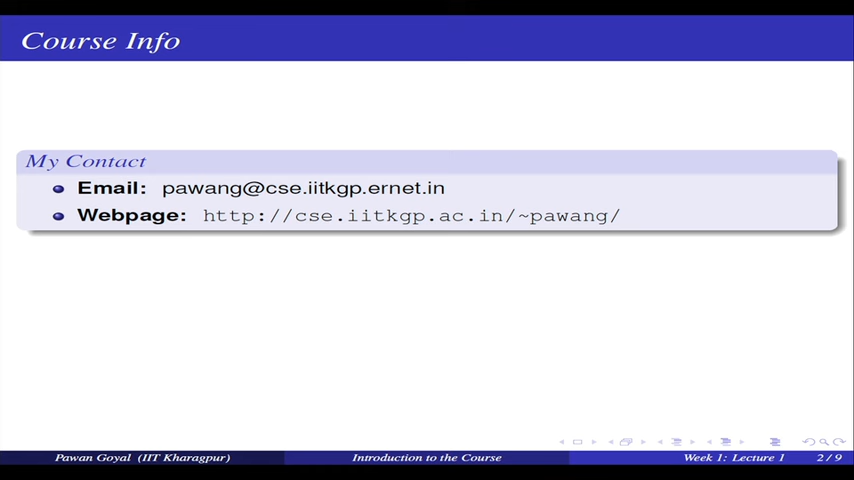 Course Info
My Contact
Email: pawang@cse.iitkgp.ernet.in
Webpage: http://cse.iitkgp.ac.in/~pawang/
Pawan Goyal (IIT Kharagpur) Introduction to the Course Week 1: Lecture 1 2 / 9